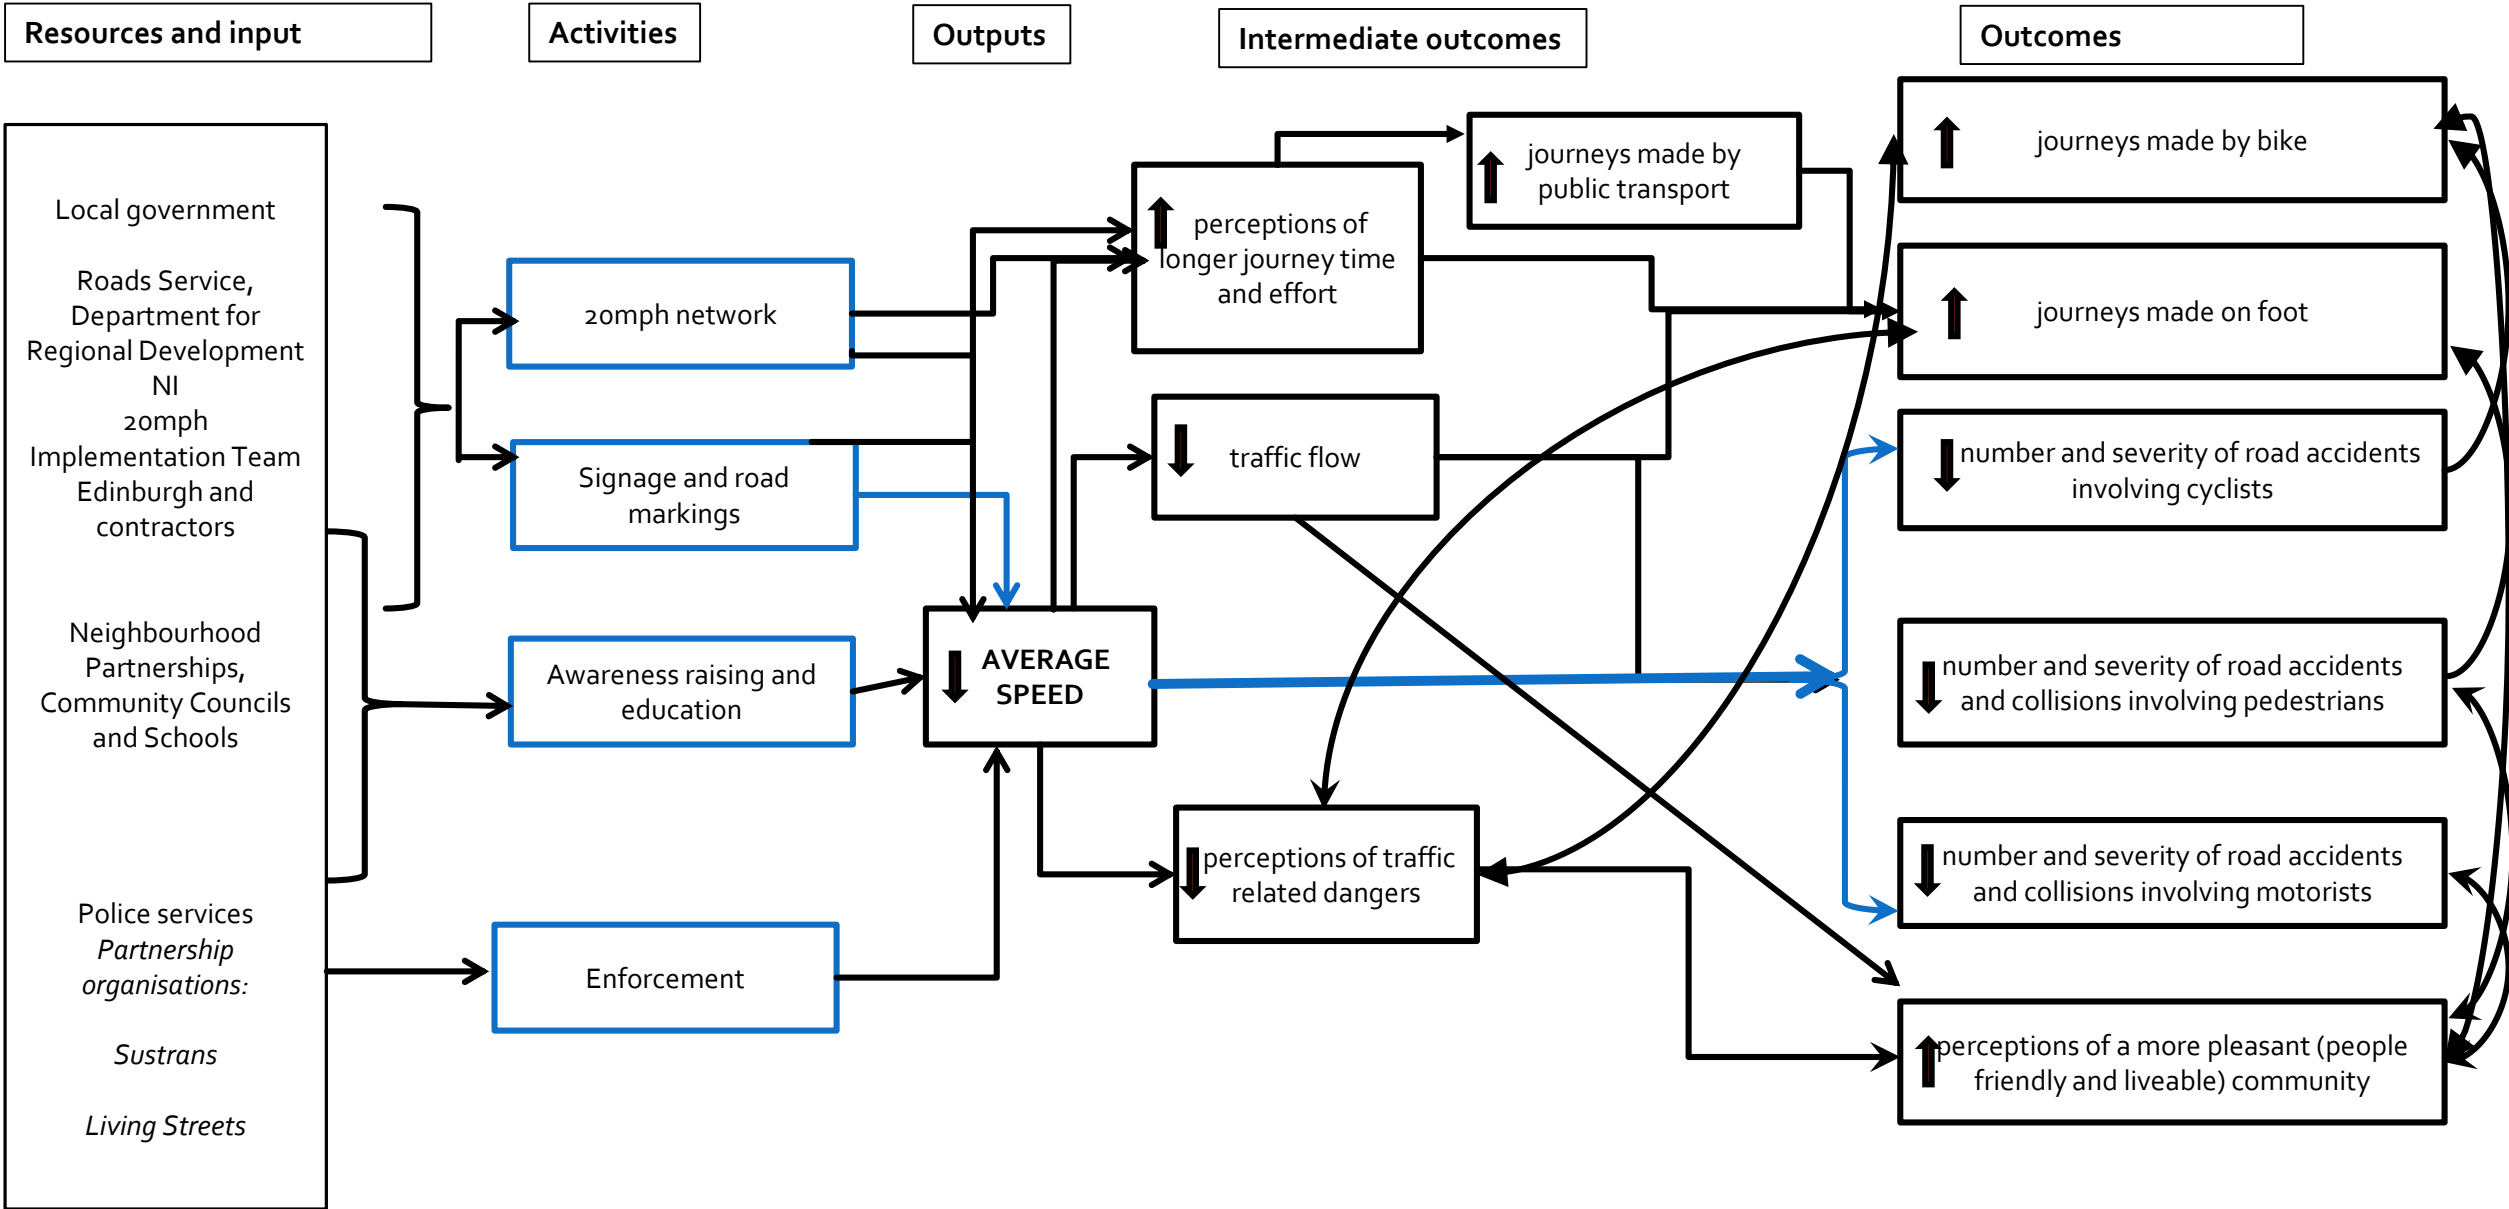 Resources and input
Activities
Outputs
Intermediate outcomes
Outcomes
Local government
Roads Service,
Department for
Regional Development
NI
20mph
Implementation Team
Edinburgh and
contractors
Neighbourhood
Partnerships,
Community Councils
and Schools
Police services
Partnership
organisations:
Sustrans
Living Streets
20mph network
Signage and road
markings
Awareness raising and
education
Enforcement
AVERAGE
SPEED
perceptions of
longer journey time
and effort
journeys made by
public transport
traffic flow
perceptions of traffic
related dangers
journeys made by bike
journeys made on foot
number and severity of road accidents
involving cyclists
number and severity of road accidents
and collisions involving pedestrians
number and severity of road accidents
and collisions involving motorists
perceptions of a more pleasant (people
friendly and liveable) community